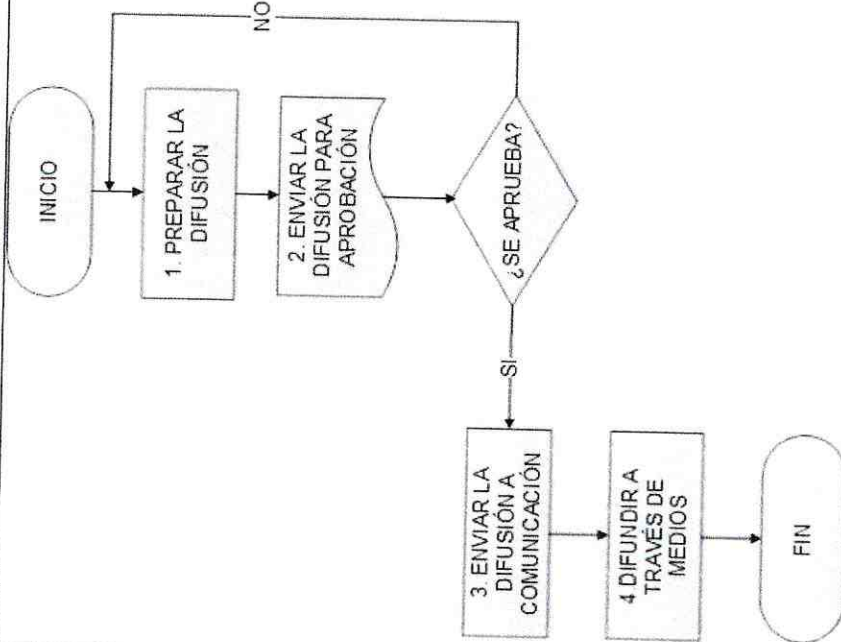 INICIO
1. PREPARAR LA
DIFUSIÓN
2. ENVIAR LA
DIFUSIÓN PARA
APROBACIÓN
¿SE APRUEBA?
NO
SI
3. ENVIAR LA
DIFUSIÓN A
COMUNICACIÓN
4.DIFUNDIR A
TRAVÉS DE
MEDIOS
FIN